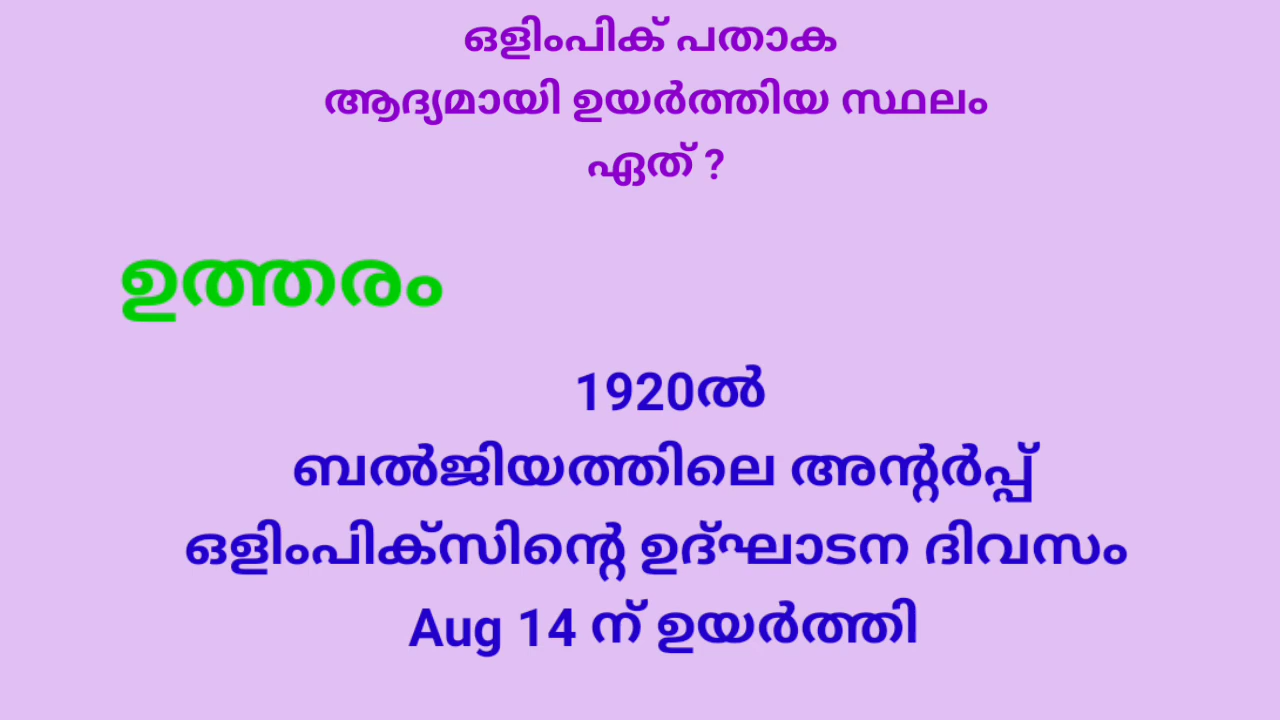 ഒളിംപിക് പതാക
ആദ്യമായി ഉയർത്തിയ സ്ഥലം
ഏത് ?
ഉത്തരം
1920ൽ
ബൽജിയത്തിലെ അന്റർപ്പ്
ഒളിംപിക്സിന്റെ ഉദ്ഘാടന ദിവസം
Aug 14 ന് ഉയർത്തി